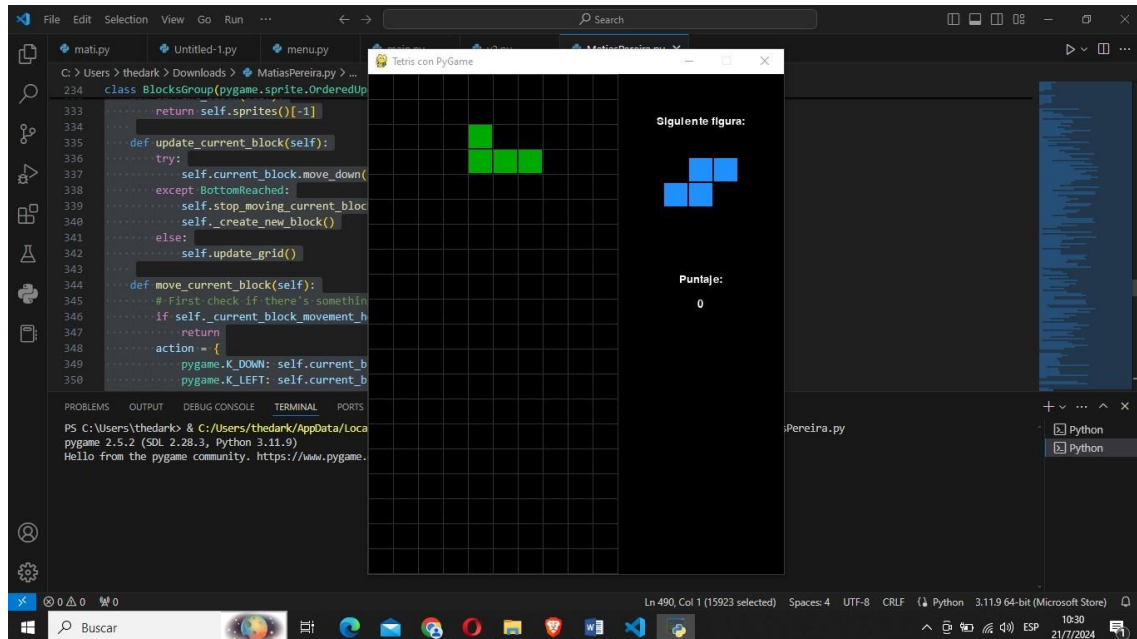 File Edit Selection View Go Run ··· Search
mati.py Untitled-1.py menu.py
C: > Users > thedark > Downloads > MatiasPereira.py > ...
Tetris con PyGame
234 class BlocksGroup(pygame.sprite.OrderedUp
333 return self.sprites()[-1]
334
335 def update_current_block(self):
336 try:
337 self.current_block.move_down(
338 except BottomReached:
339 self.stop_moving_current_bloc
340 self._create_new_block()
341 else:
342 self.update_grid()
343
344 def move_current_block(self):
345 # First check if there's somethin
346 if self._current_block_movement_h
347 return
348 action = {
349 pygame.K_DOWN: self.current_b
350 pygame.K_LEFT: self.current_b
Siguiente figura:
Puntaje:
0
PROBLEMS OUTPUT DEBUG CONSOLE TERMINAL PORTS
PS C:\Users\thedark> & C:/Users/thedark/AppData/Loca
Pereira.py
pygame 2.5.2 (SDL 2.28.3, Python 3.11.9)
Hello from the pygame community. https://www.pygame.
Python
Python
0 0 0 Ln 490, Col 1 (15923 selected) Spaces: 4 UTF-8 CRLF Python 3.11.9 64-bit (Microsoft Store)
Buscar ESP 10:30
21/7/2024